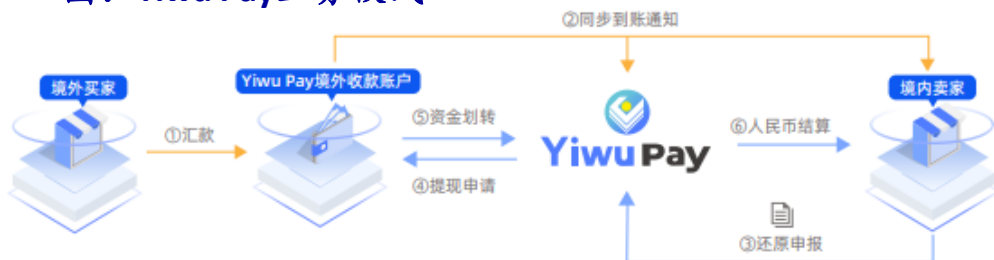 ②同步到账通知
境外买家
Yiwu Pay境外收款账户
境内卖家
①汇款
⑤资金划转
④提现申请
Yiwu Pay
⑥人民币结算
③还原申报